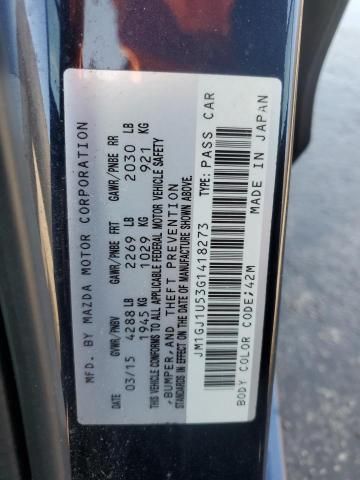 MFD. BY MAZDA MOTOR CORPORATION
DATE GVWR/PNBV GAWR/PNBE FRT GAWR/PNBE RR
03/15 4288 LB 2269 LB 2030 LB
1945 KG 1029 KG 921 KG
THIS VEHICLE CONFORMS TO ALL APPLICABLE FEDERAL MOTOR VEHICLE SAFETY
, BUMPER, AND THEFT PREVENTION
STANDARDS IN EFFECT ON THE DATE OF MANUFACTURE SHOWN ABOVE.
JM1GJ1U53G1418273 TYPE: PASS CAR
BODY COLOR CODE;42M MADE IN JAPAN